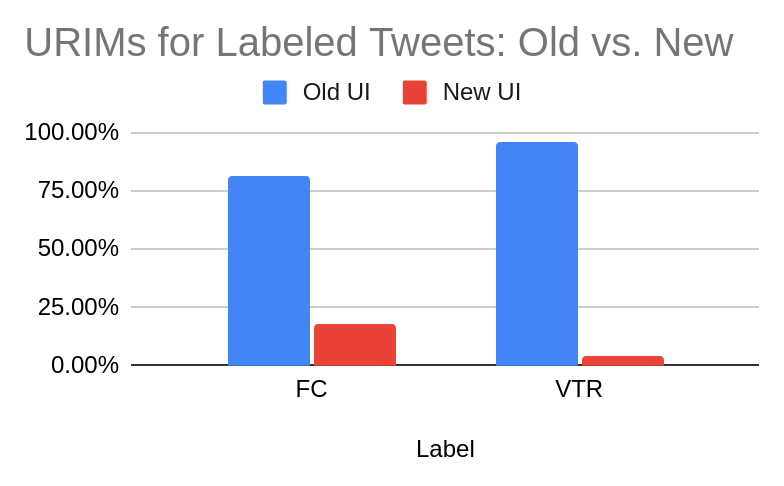 URIMs for Labeled Tweets: Old vs. New
Old UI New UI
100.00%
75.00%
50.00%
25.00%
0.00%
FC VTR
Label